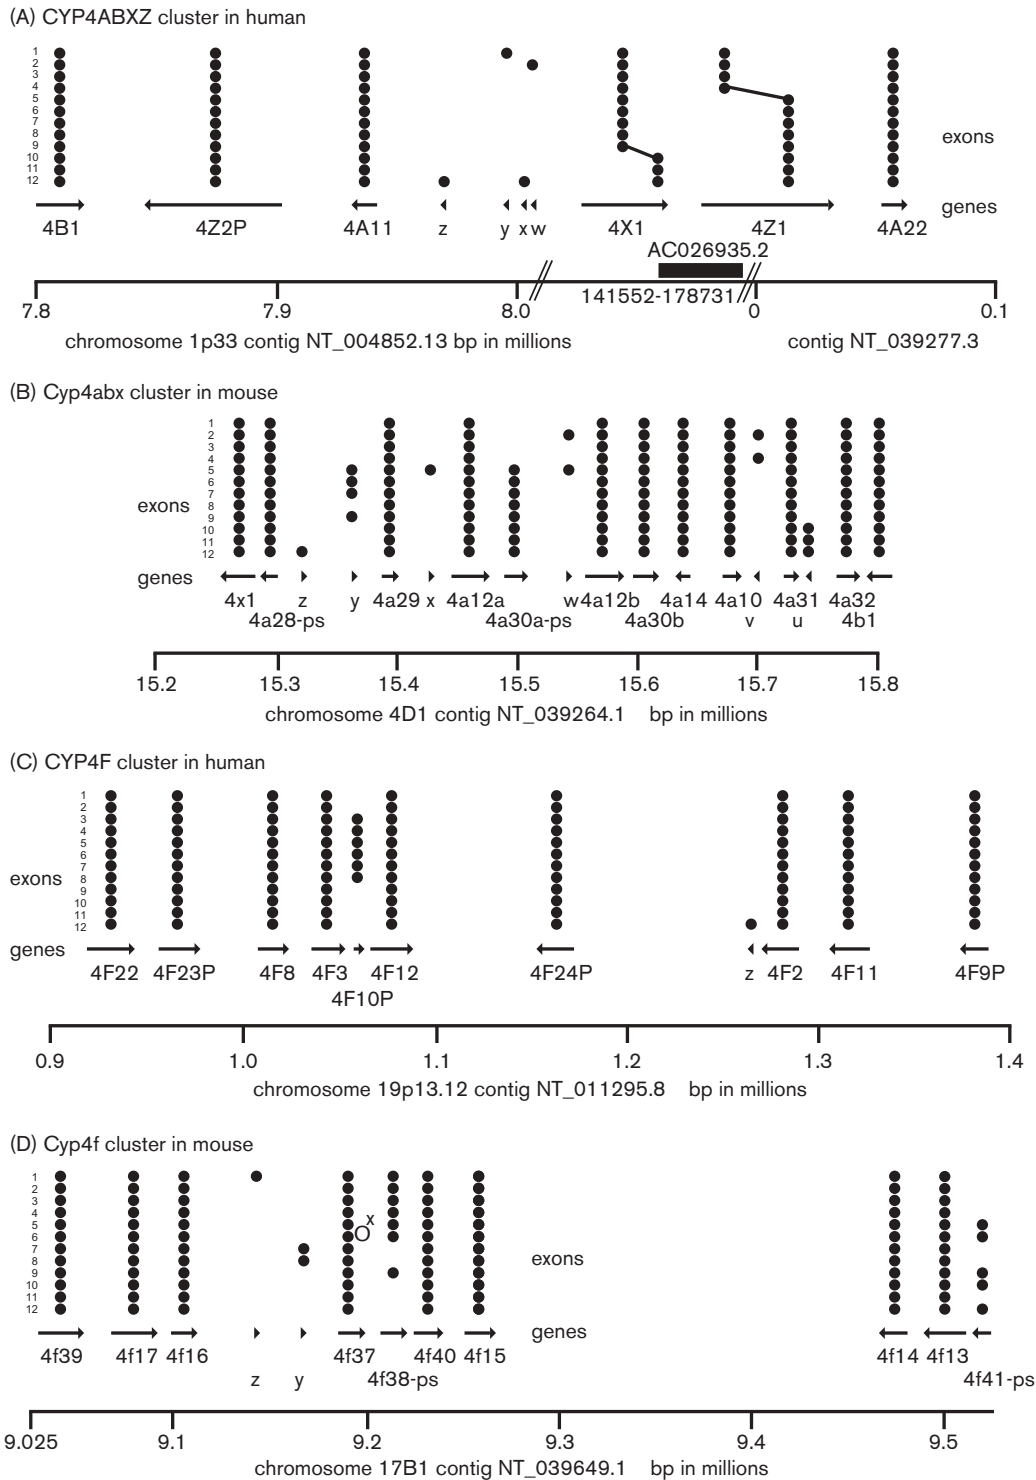 (A) CYP4ABXZ cluster in human
1
2
3
4
5
6
7
8
9
10
11
12
exons
genes
4B1 4Z2P 4A11 z y x w 4X1 4Z1 4A22
AC026935.2
141552-178731
7.8 7.9 8.0 0 0.1
chromosome 1p33 contig NT_004852.13 bp in millions contig NT_039277.3
(B) Cyp4abx cluster in mouse
1
2
3
4
5
6
7
8
9
10
11
12
exons
genes
4x1 z y 4a29 x 4a12a w 4a12b 4a14 4a10 4a31 4a32
4a28-ps 4a30a-ps 4a30b v u 4b1
15.2 15.3 15.4 15.5 15.6 15.7 15.8
chromosome 4D1 contig NT_039264.1 bp in millions
(C) CYP4F cluster in human
1
2
3
4
5
6
7
8
9
10
11
12
exons
genes
4F22 4F23P 4F8 4F3 4F12 4F24P z 4F2 4F11 4F9P
4F10P
0.9 1.0 1.1 1.2 1.3 1.4
chromosome 19p13.12 contig NT_011295.8 bp in millions
(D) Cyp4f cluster in mouse
1
2
3
4
5
6
7
8
9
10
11
12
x
O
exons
genes
4f39 4f17 4f16 4f37 4f40 4f15 4f14 4f13
z y 4f38-ps 4f41-ps
9.025 9.1 9.2 9.3 9.4 9.5
chromosome 17B1 contig NT_039649.1 bp in millions